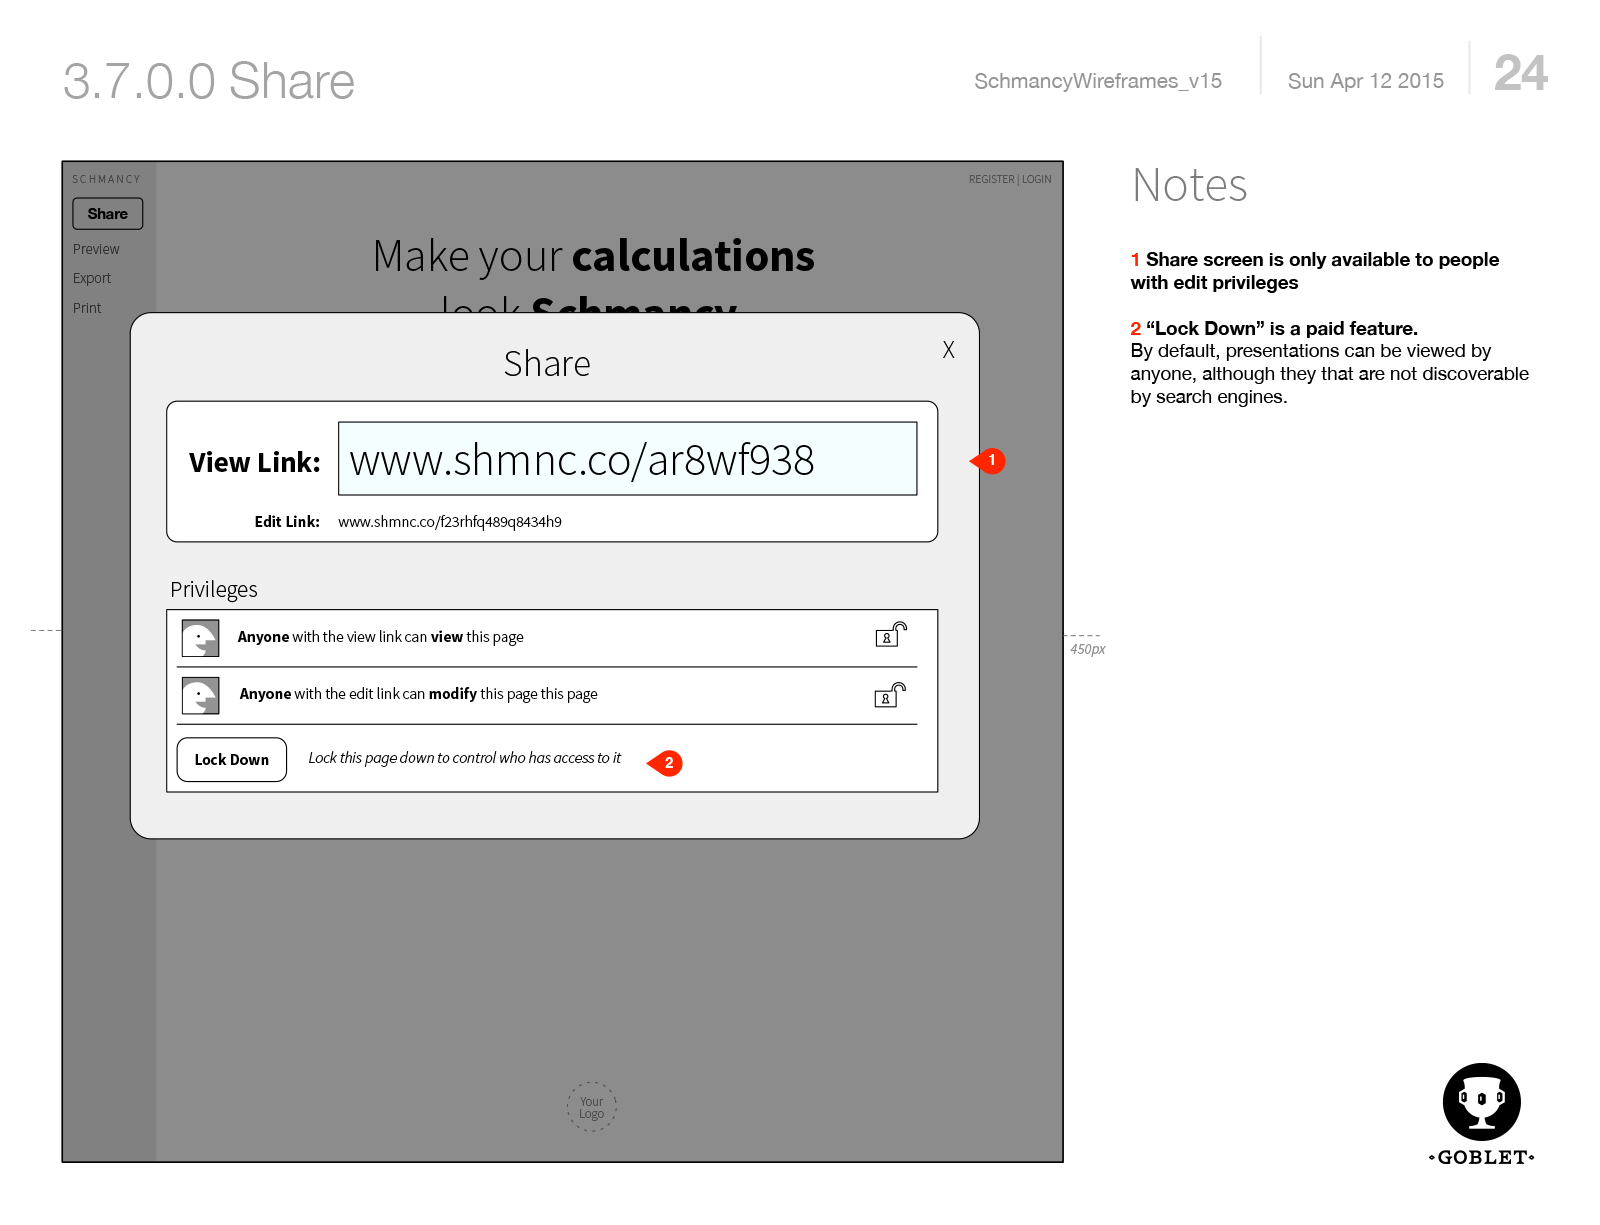 3.7.0.0 Share
SchmancyWireframes_v15
Sun Apr 12 2015
24
SCHMANCY
REGISTER | LOGIN
Share
Preview
Export
Print
Make your calculations
look Schmancy
Share
X
View Link:
www.shmnc.co/ar8wf938
1
Edit Link:
www.shmnc.co/f23rhfq489q8434h9
Privileges
Anyone with the view link can view this page
Anyone with the edit link can modify this page this page
Lock Down
Lock this page down to control who has access to it
2
450px
Your
Logo
Notes
1 Share screen is only available to people
with edit privileges
2 “Lock Down” is a paid feature.
By default, presentations can be viewed by
anyone, although they that are not discoverable
by search engines.
GOBLET